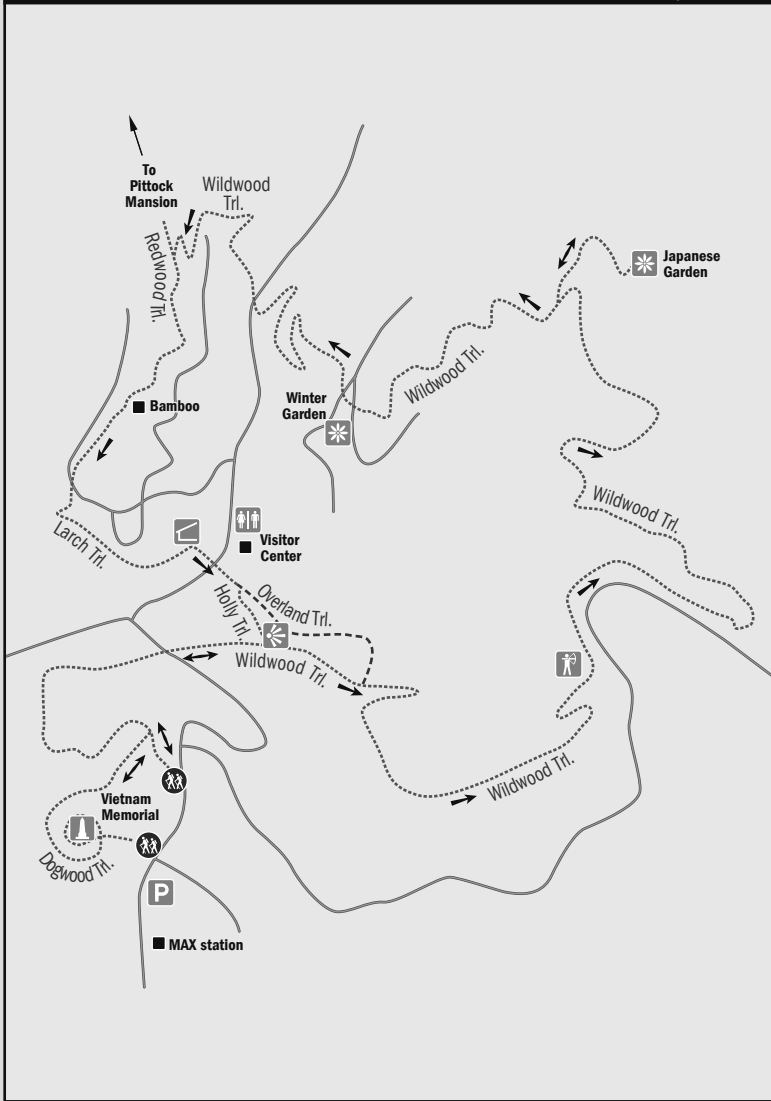 To
Pittock
Mansion
Wildwood
Trl.
Redwood Trl.
Japanese
Garden
Wildwood Trl.
Bamboo
Winter
Garden
Wildwood Trl.
Larch Trl.
Visitor
Center
Overland Trl.
Holly Trl.
Wildwood Trl.
Wildwood Trl.
Vietnam
Memorial
Dogwood Trl.
P
MAX station